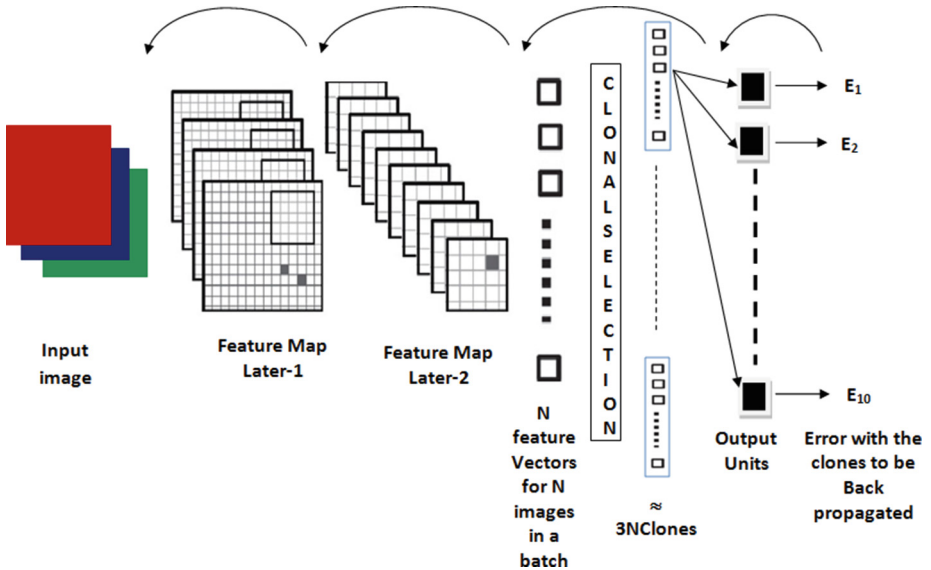 Input
image
Feature Map
Later-1
Feature Map
Later-2
N
feature
Vectors
for N
images
in a
batch
CLONALSELECTION
≈
3NClones
Output
Units
E1
E2
E10
Error with the
clones to be
Back
propagated